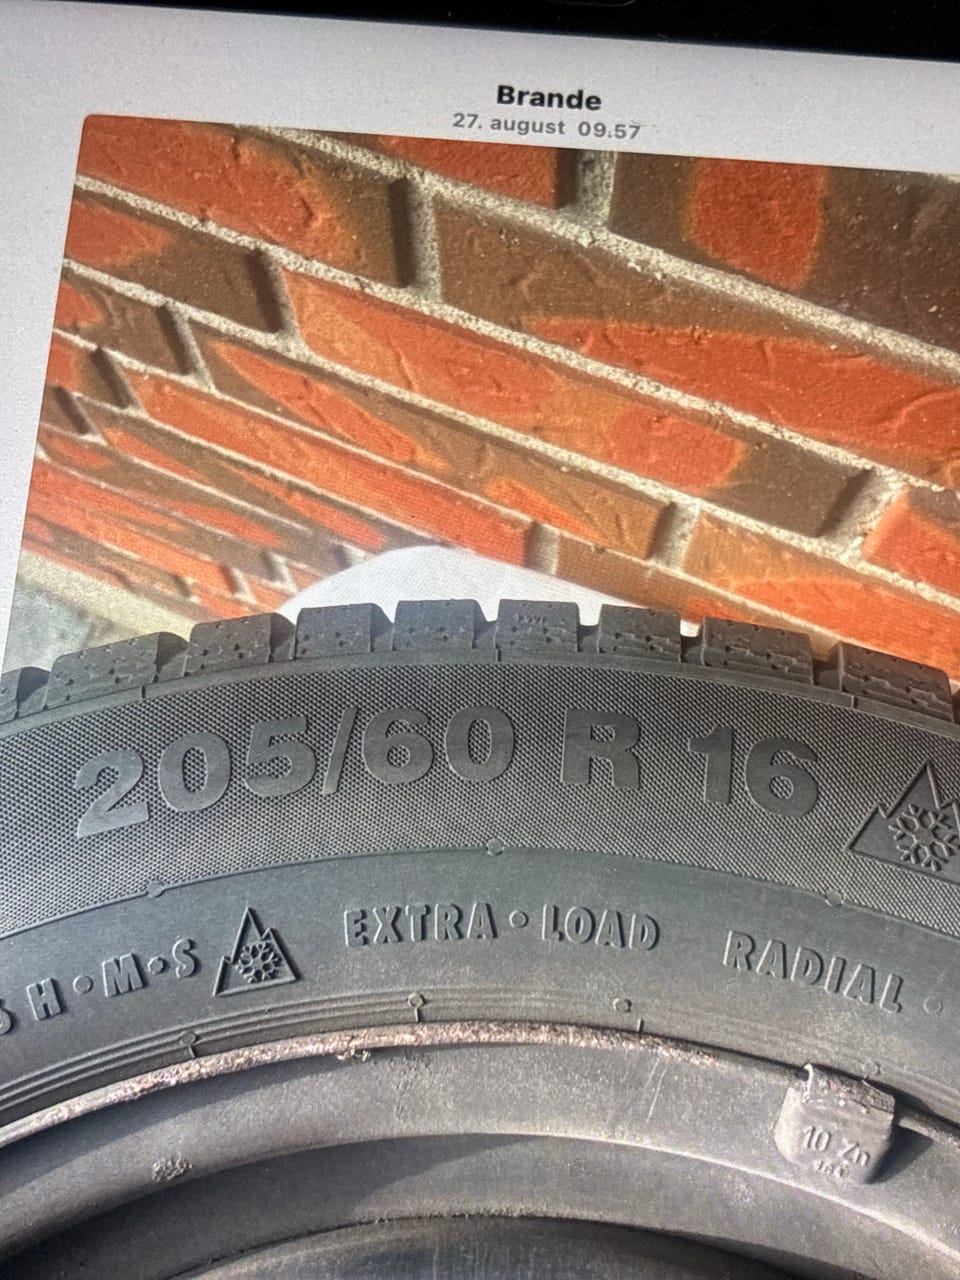 Brande
27. august 09.57
205/60 R 16
H•M•S EXTRA•LOAD RADIAL
10 Zn